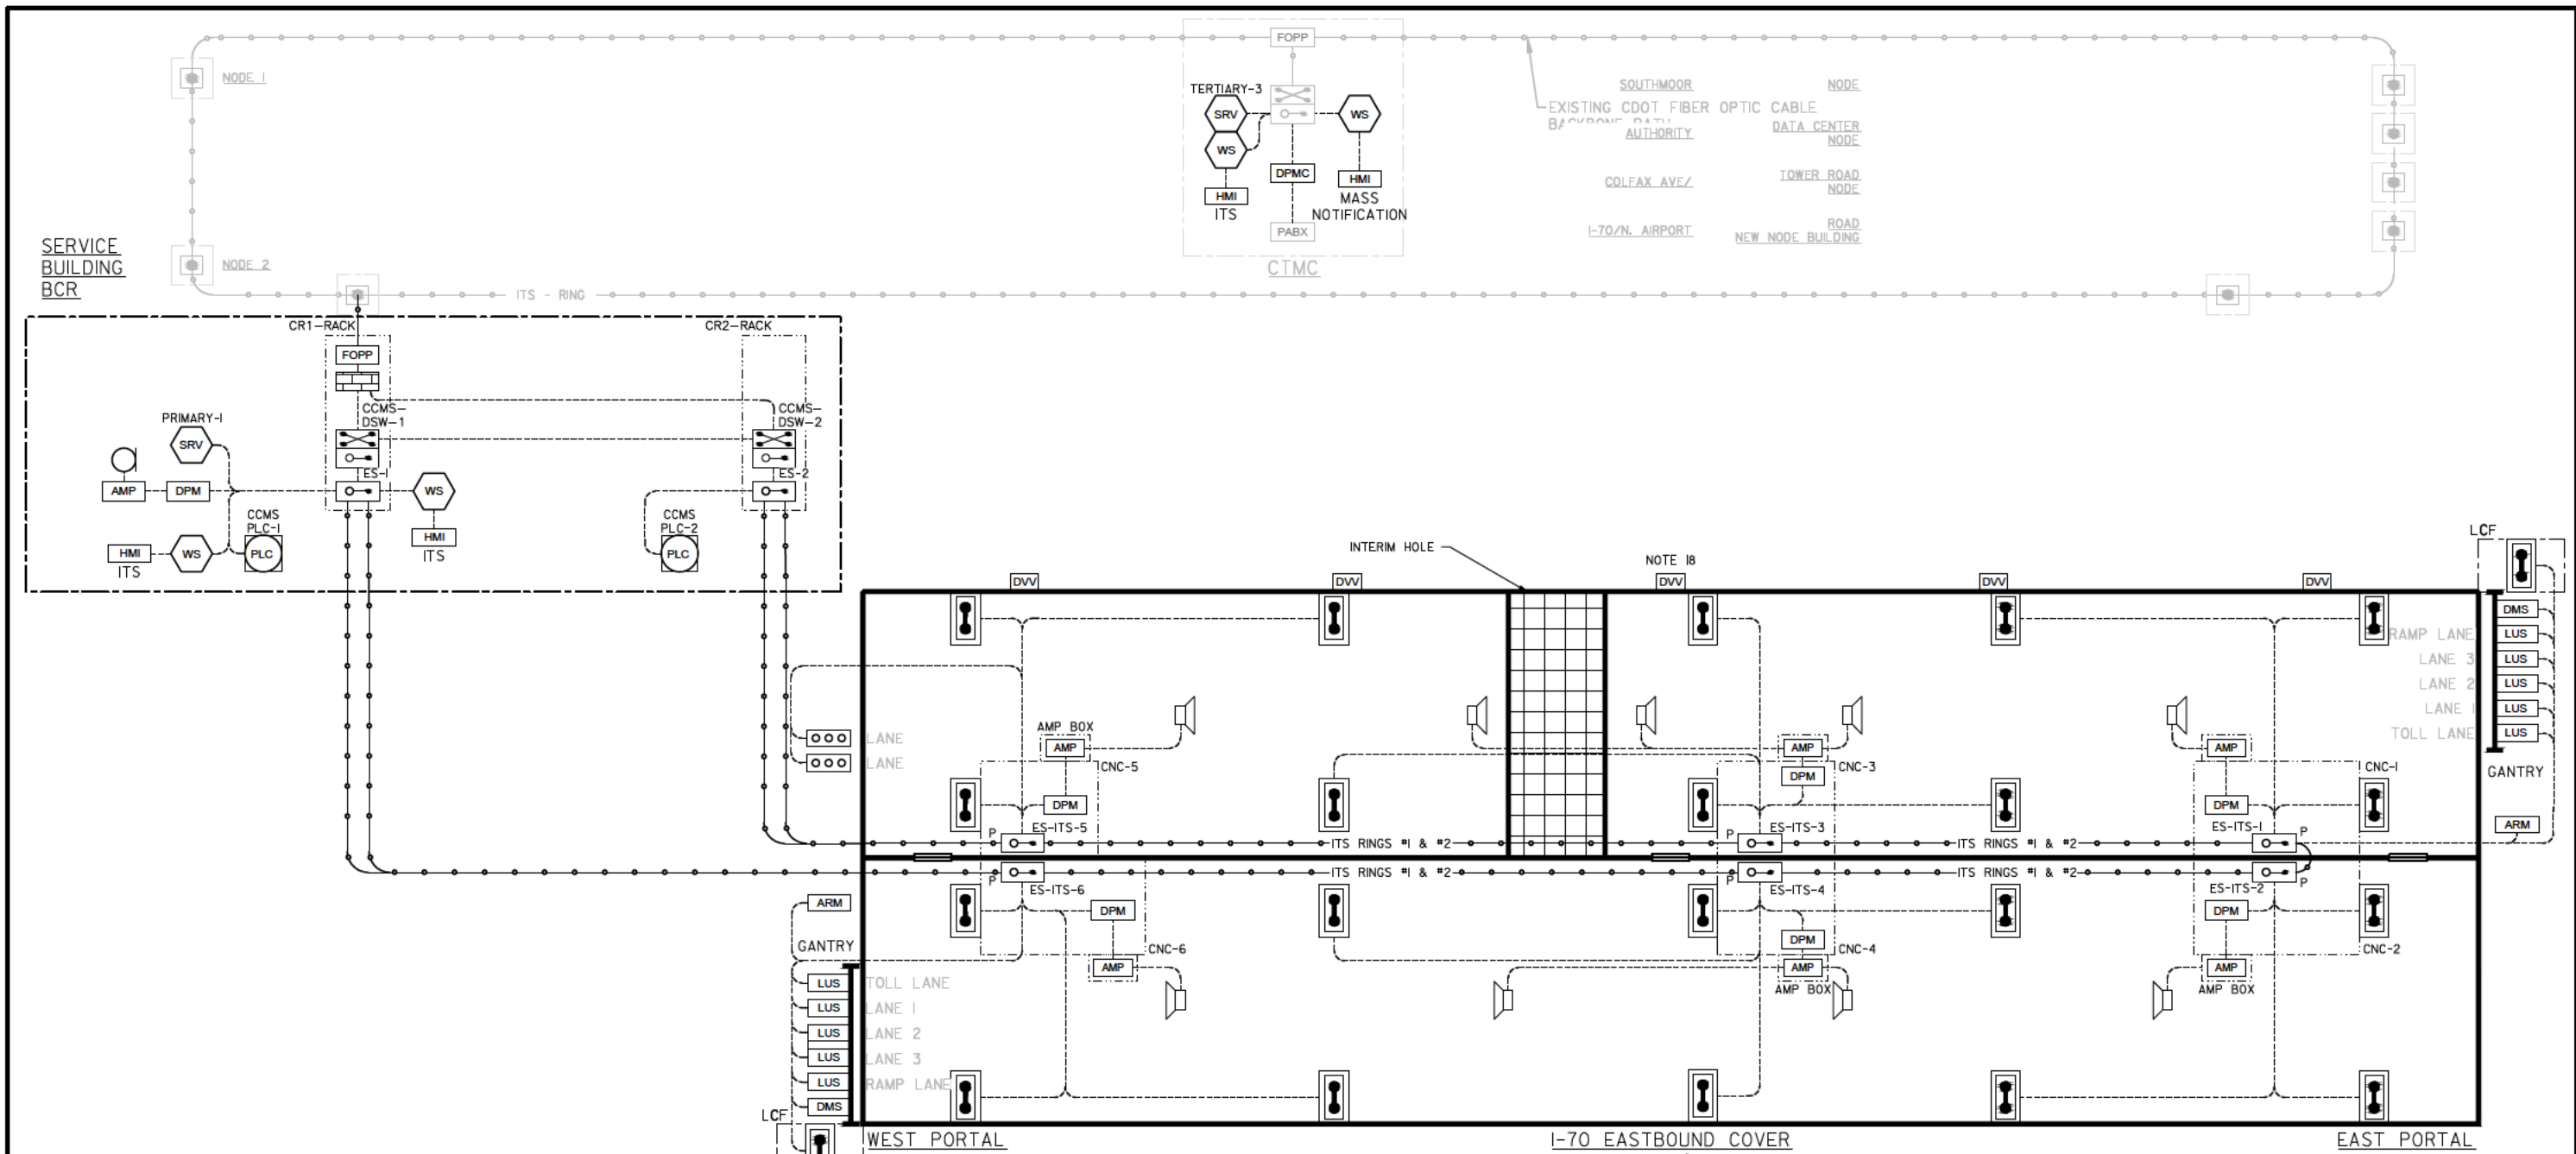 FOPP
NODE 1
TERTIARY-3
SRV
WS
WS
DPMC
HMI
ITS
HMI
MASS
NOTIFICATION
PABX
CTMC
EXISTING CDOT FIBER OPTIC CABLE
BACKBONE PATH
SOUTHMOOR
NODE
AUTHORITY
DATA CENTER
NODE
COLFAX AVE/
TOWER ROAD
NODE
I-70/N. AIRPORT
ROAD
NEW NODE BUILDING
NODE 2
ITS - RING
SERVICE
BUILDING
BCR
CR1-RACK
CR2-RACK
FOPP
CCMS-
DSW-1
CCMS-
DSW-2
PRIMARY-1
SRV
AMP
DPM
ES-1
WS
HMI
ITS
ES-2
CCMS
PLC-1
PLC
HMI
WS
ITS
CCMS
PLC-2
PLC
INTERIM HOLE
NOTE 18
DVV
DVV
DVV
DVV
DVV
LCF
DMS
RAMP LANE
LUS
LANE 3
LUS
LANE 2
LUS
LANE 1
LUS
TOLL LANE
LUS
GANTRY
ARM
LANE
LANE
AMP BOX
AMP
CNC-5
DPM
ES-ITS-5
P
AMP
CNC-3
DPM
ES-ITS-3
P
AMP
CNC-1
DPM
ES-ITS-1
P
ITS RINGS #1 & #2
ITS RINGS #1 & #2
ITS RINGS #1 & #2
ITS RINGS #1 & #2
P
ES-ITS-6
DPM
CNC-6
AMP
P
ES-ITS-4
DPM
CNC-4
AMP
AMP BOX
P
ES-ITS-2
DPM
CNC-2
AMP
AMP BOX
ARM
GANTRY
LUS
TOLL LANE
LUS
LANE 1
LUS
LANE 2
LUS
LANE 3
LUS
RAMP LANE
DMS
LCF
WEST PORTAL
I-70 EASTBOUND COVER
EAST PORTAL